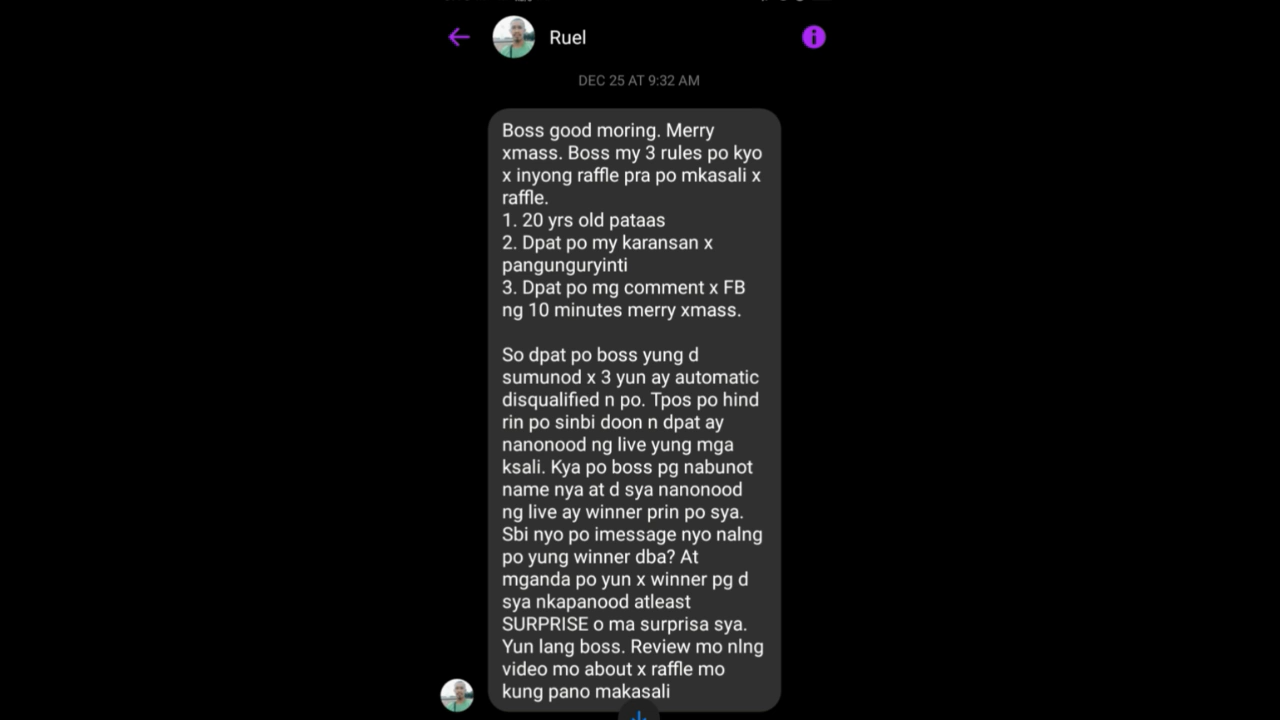 Ruel
DEC 25 AT 9:32 AM
Boss good moring. Merry
xmass. Boss my 3 rules po kyo
x inyong raffle pra po mkasali x
raffle.
1. 20 yrs old pataas
2. Dpat po my karansan x
pangunguryinti
3. Dpat po mg comment x FB
ng 10 minutes merry xmass.
So dpat po boss yung d
sumunod x 3 yun ay automatic
disqualified n po. Tpos po hind
rin po sinbi doon n dpat ay
nanonood ng live yung mga
ksali. Kya po boss pg nabunot
name nya at d sya nanonood
ng live ay winner prin po sya.
Sbi nyo po imessage nyo nalng
po yung winner dba? At
mganda po yun x winner pg d
sya nkapanood atleast
SURPRISE o ma surprisa sya.
Yun lang boss. Review mo nlng
video mo about x raffle mo
kung pano makasali